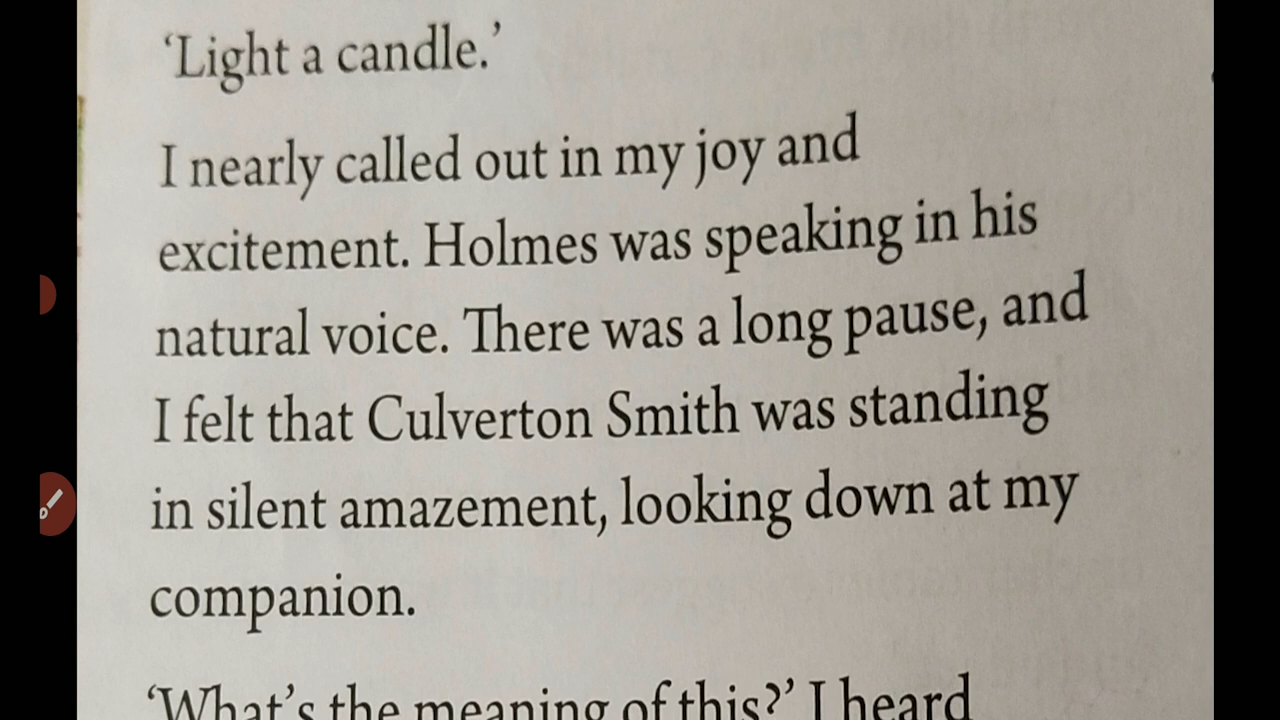 ‘Light a candle.’
I nearly called out in my joy and
excitement. Holmes was speaking in his
natural voice. There was a long pause, and
I felt that Culverton Smith was standing
in silent amazement, looking down at my
companion.
‘What’s the meaning of this?’ I heard